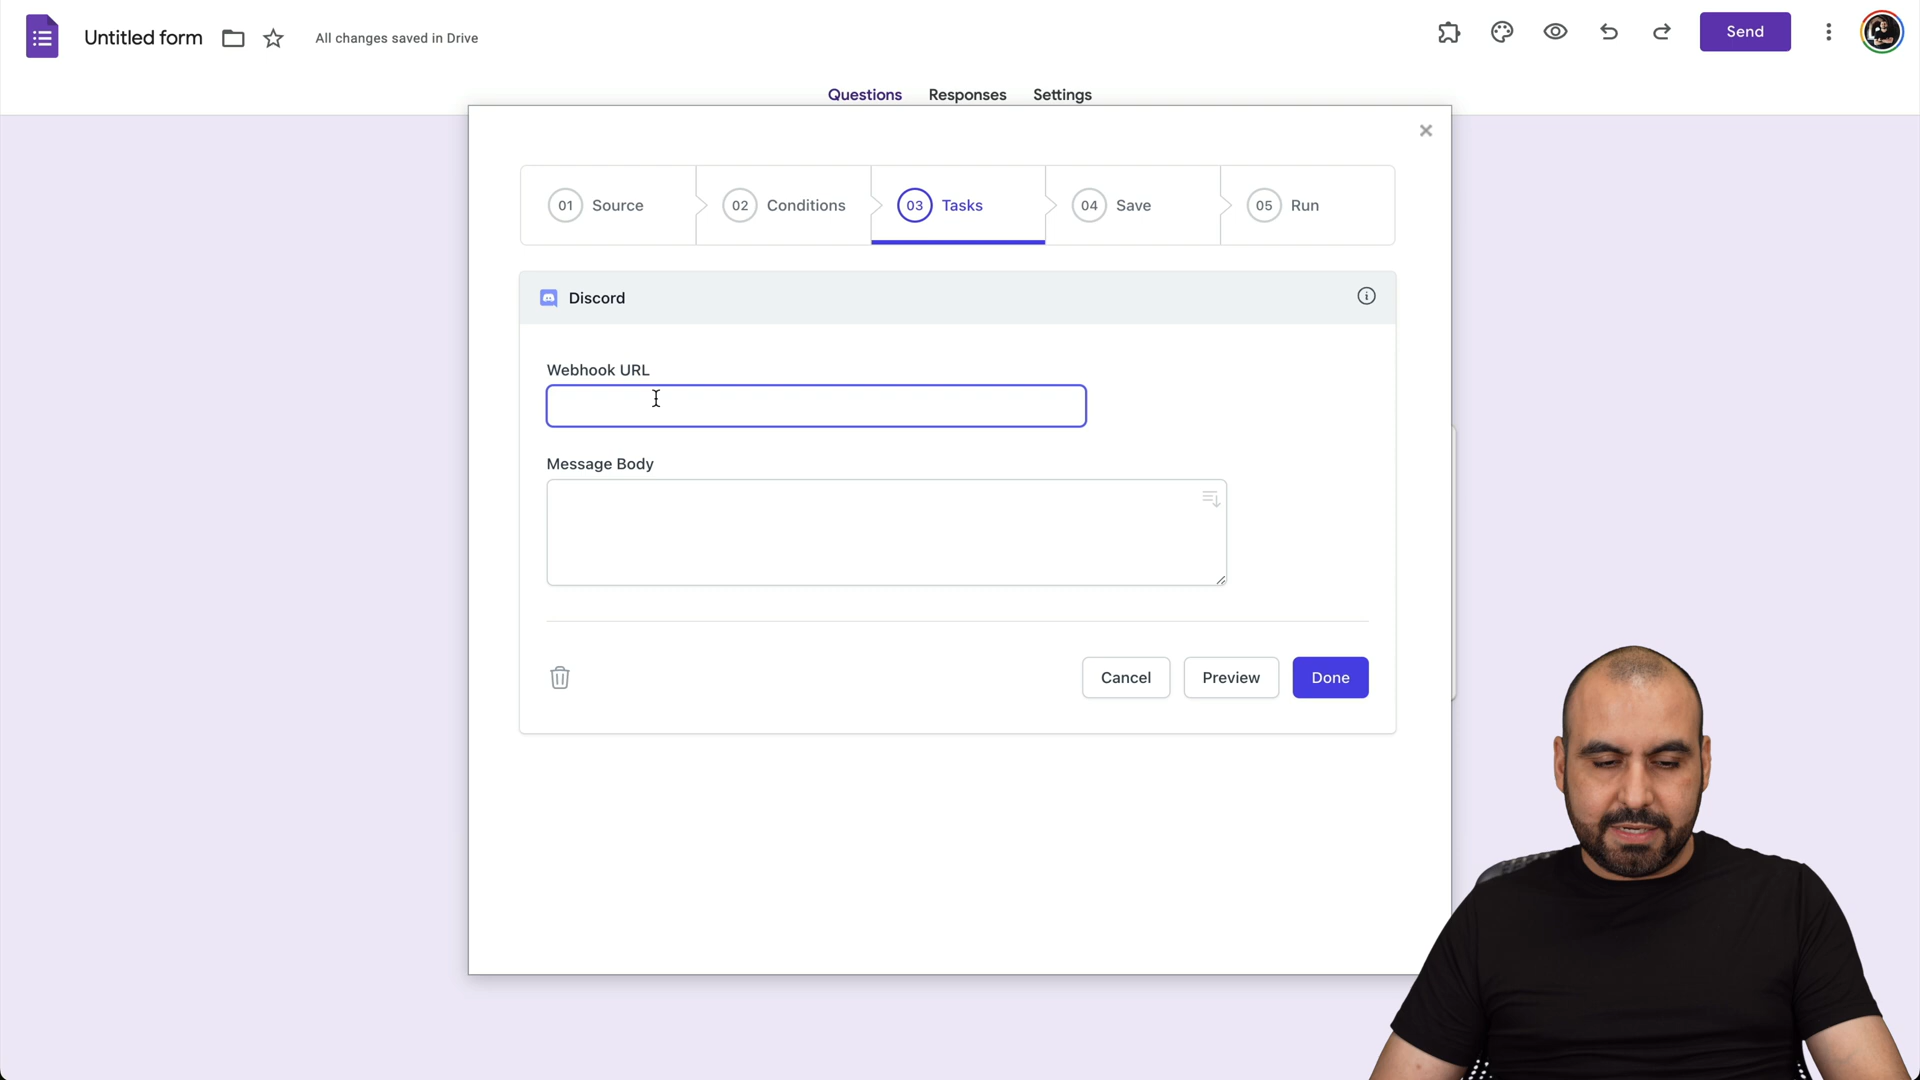 Untitled form
All changes saved in Drive
Send
Questions
Responses
Settings
01 Source
02 Conditions
03 Tasks
04 Save
05 Run
Discord
Webhook URL
Message Body
Cancel
Preview
Done